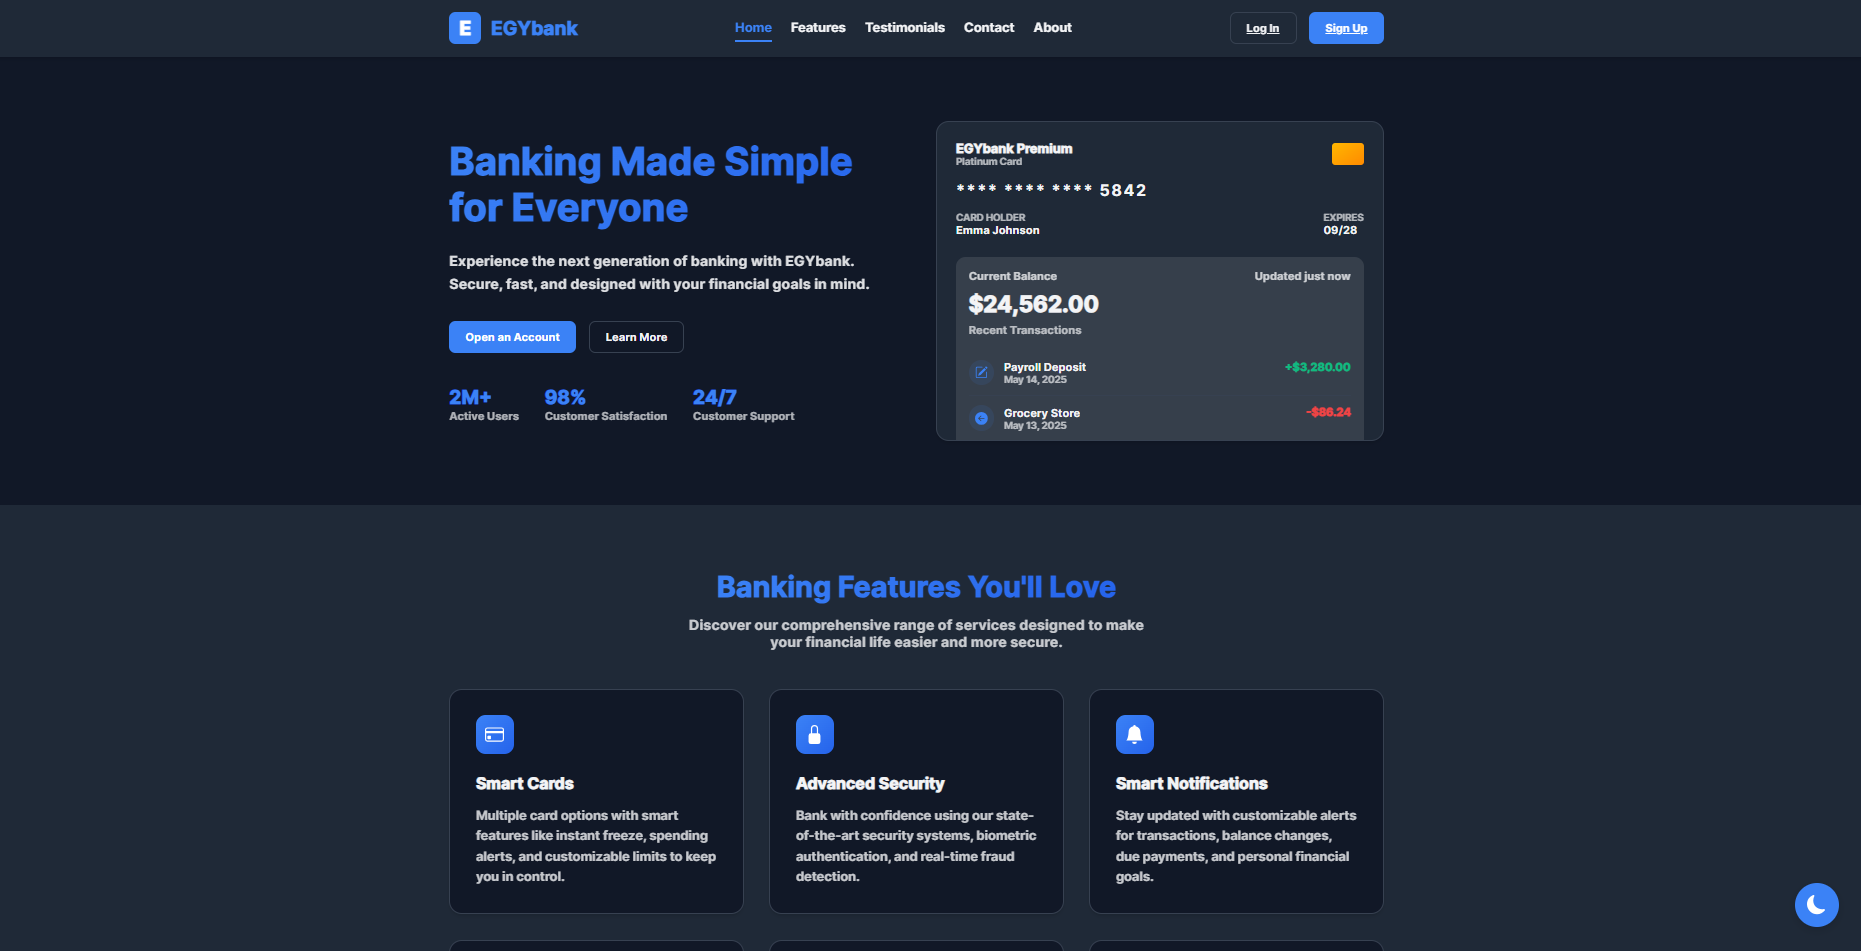 E EGYbank
Home Features Testimonials Contact About
Log In Sign Up
Banking Made Simple
for Everyone
Experience the next generation of banking with EGYbank.
Secure, fast, and designed with your financial goals in mind.
Open an Account Learn More
2M+ 98% 24/7
Active Users Customer Satisfaction Customer Support
EGYbank Premium
Platinum Card
**** **** **** 5842
CARD HOLDER EXPIRES
Emma Johnson 09/28
Current Balance Updated just now
$24,562.00
Recent Transactions
Payroll Deposit +$3,280.00
May 14, 2025
Grocery Store -$86.24
May 13, 2025
Banking Features You'll Love
Discover our comprehensive range of services designed to make
your financial life easier and more secure.
Smart Cards
Multiple card options with smart
features like instant freeze, spending
alerts, and customizable limits to keep
you in control.
Advanced Security
Bank with confidence using our state-
of-the-art security systems, biometric
authentication, and real-time fraud
detection.
Smart Notifications
Stay updated with customizable alerts
for transactions, balance changes,
due payments, and personal financial
goals.